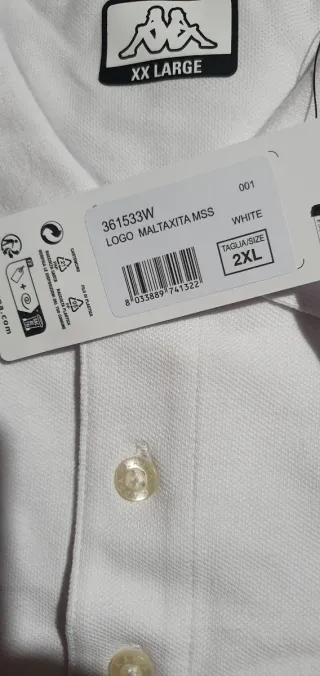 XX LARGE
001
361533W
LOGO MALTAXITA MSS
WHITE
TAGLIA/SIZE
2XL
8 033889 741322